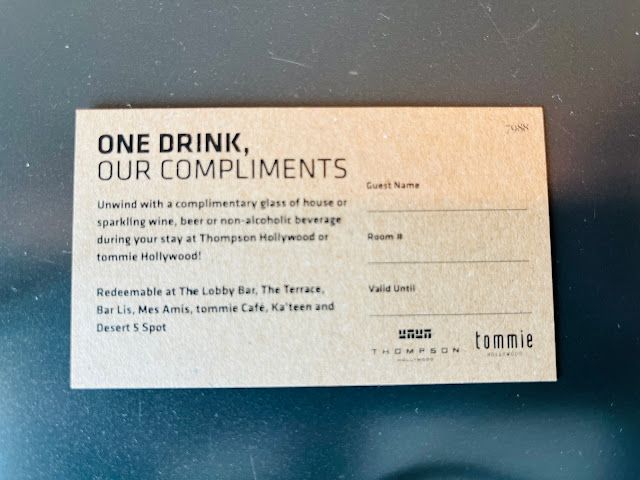 7988
ONE DRINK,
OUR COMPLIMENTS
Unwind with a complimentary glass of house or
sparkling wine, beer or non-alcoholic beverage
during your stay at Thompson Hollywood or
tommie Hollywood!
Redeemable at The Lobby Bar, The Terrace,
Bar Lis, Mes Amis, tommie Café, Ka'teen and
Desert 5 Spot
Guest Name
Room #
Valid Until
THOMPSON
HOLLYWOOD
tommie
HOLLYWOOD